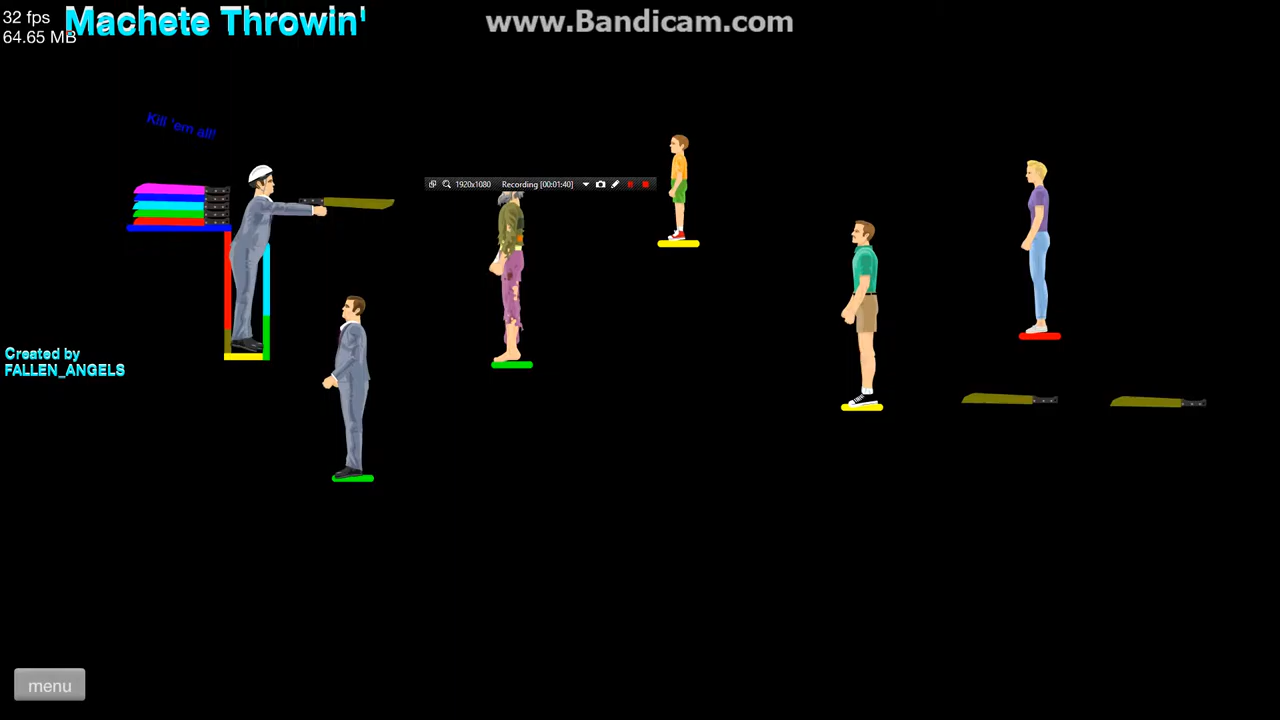 32 fps
64.65 MB
Machete Throwin'
www.Bandicam.com
Kill 'em all!
1920x1080 Recording [00:01:40]
Created by
FALLEN_ANGELS
menu